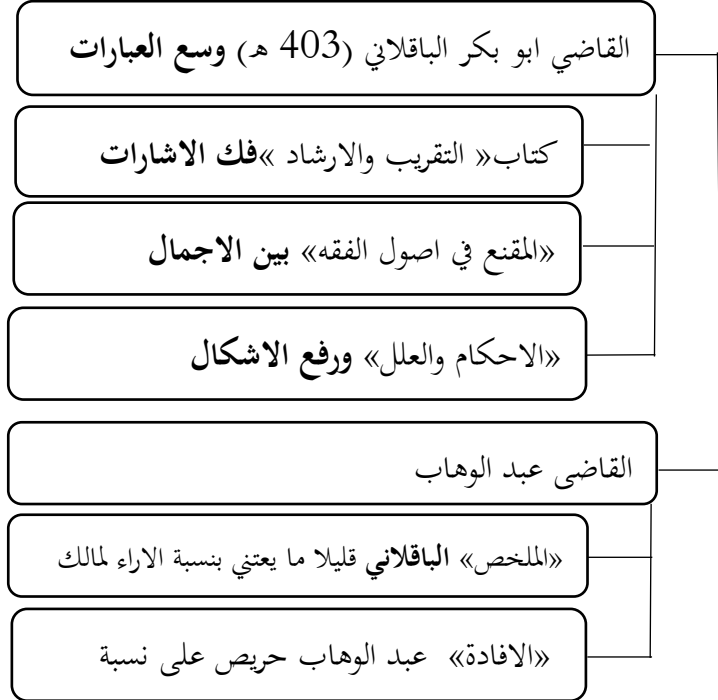 القاضي ابو بكر الباقلاني (403 هـ) وسع العبارات
كتاب« التقريب والارشاد »فك الاشارات
«المقنع في اصول الفقه» بين الاجمال
«الاحكام والعلل» ورفع الاشكال
القاضى عبد الوهاب
«الملخص» الباقلاني قليلا ما يعتني بنسبة الاراء لمالك
«الافادة» عبد الوهاب حريص على نسبة